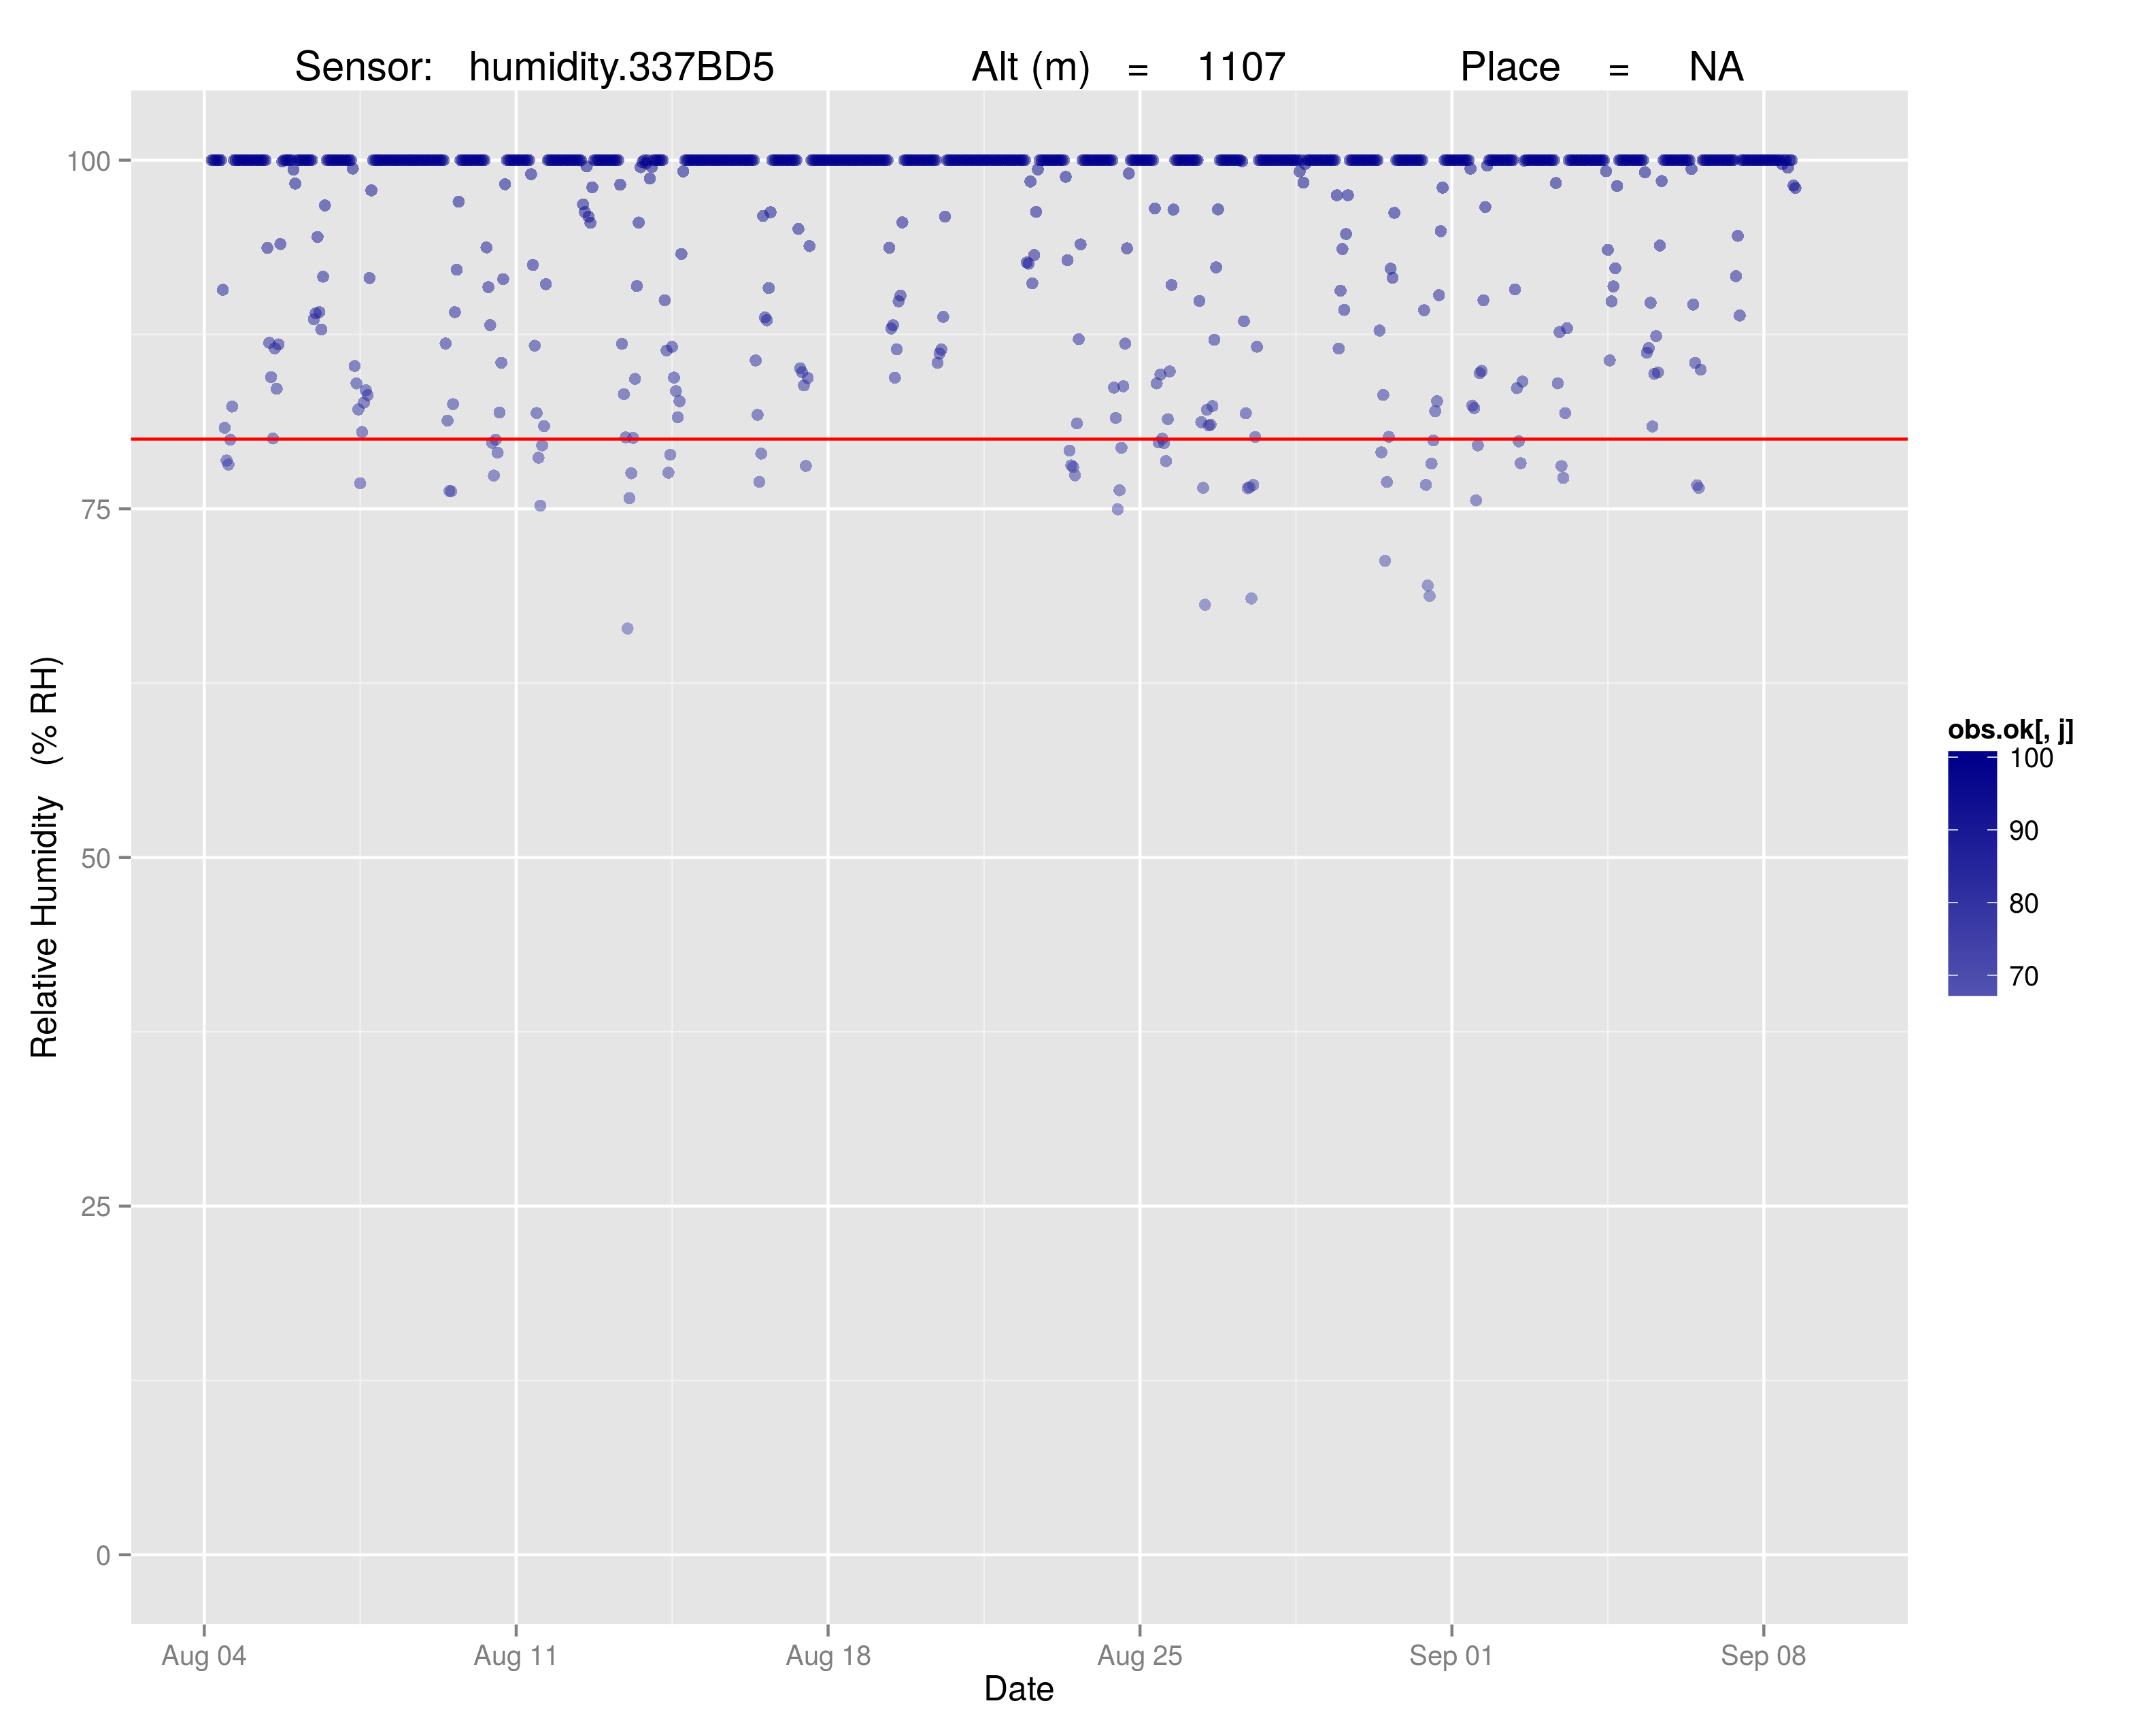 Sensor: humidity.337BD5 Alt (m) = 1107 Place = NA
Relative Humidity (% RH)
100
75
50
25
0
Aug 04 Aug 11 Aug 18 Aug 25 Sep 01 Sep 08
Date
obs.ok[, j]
100
90
80
70